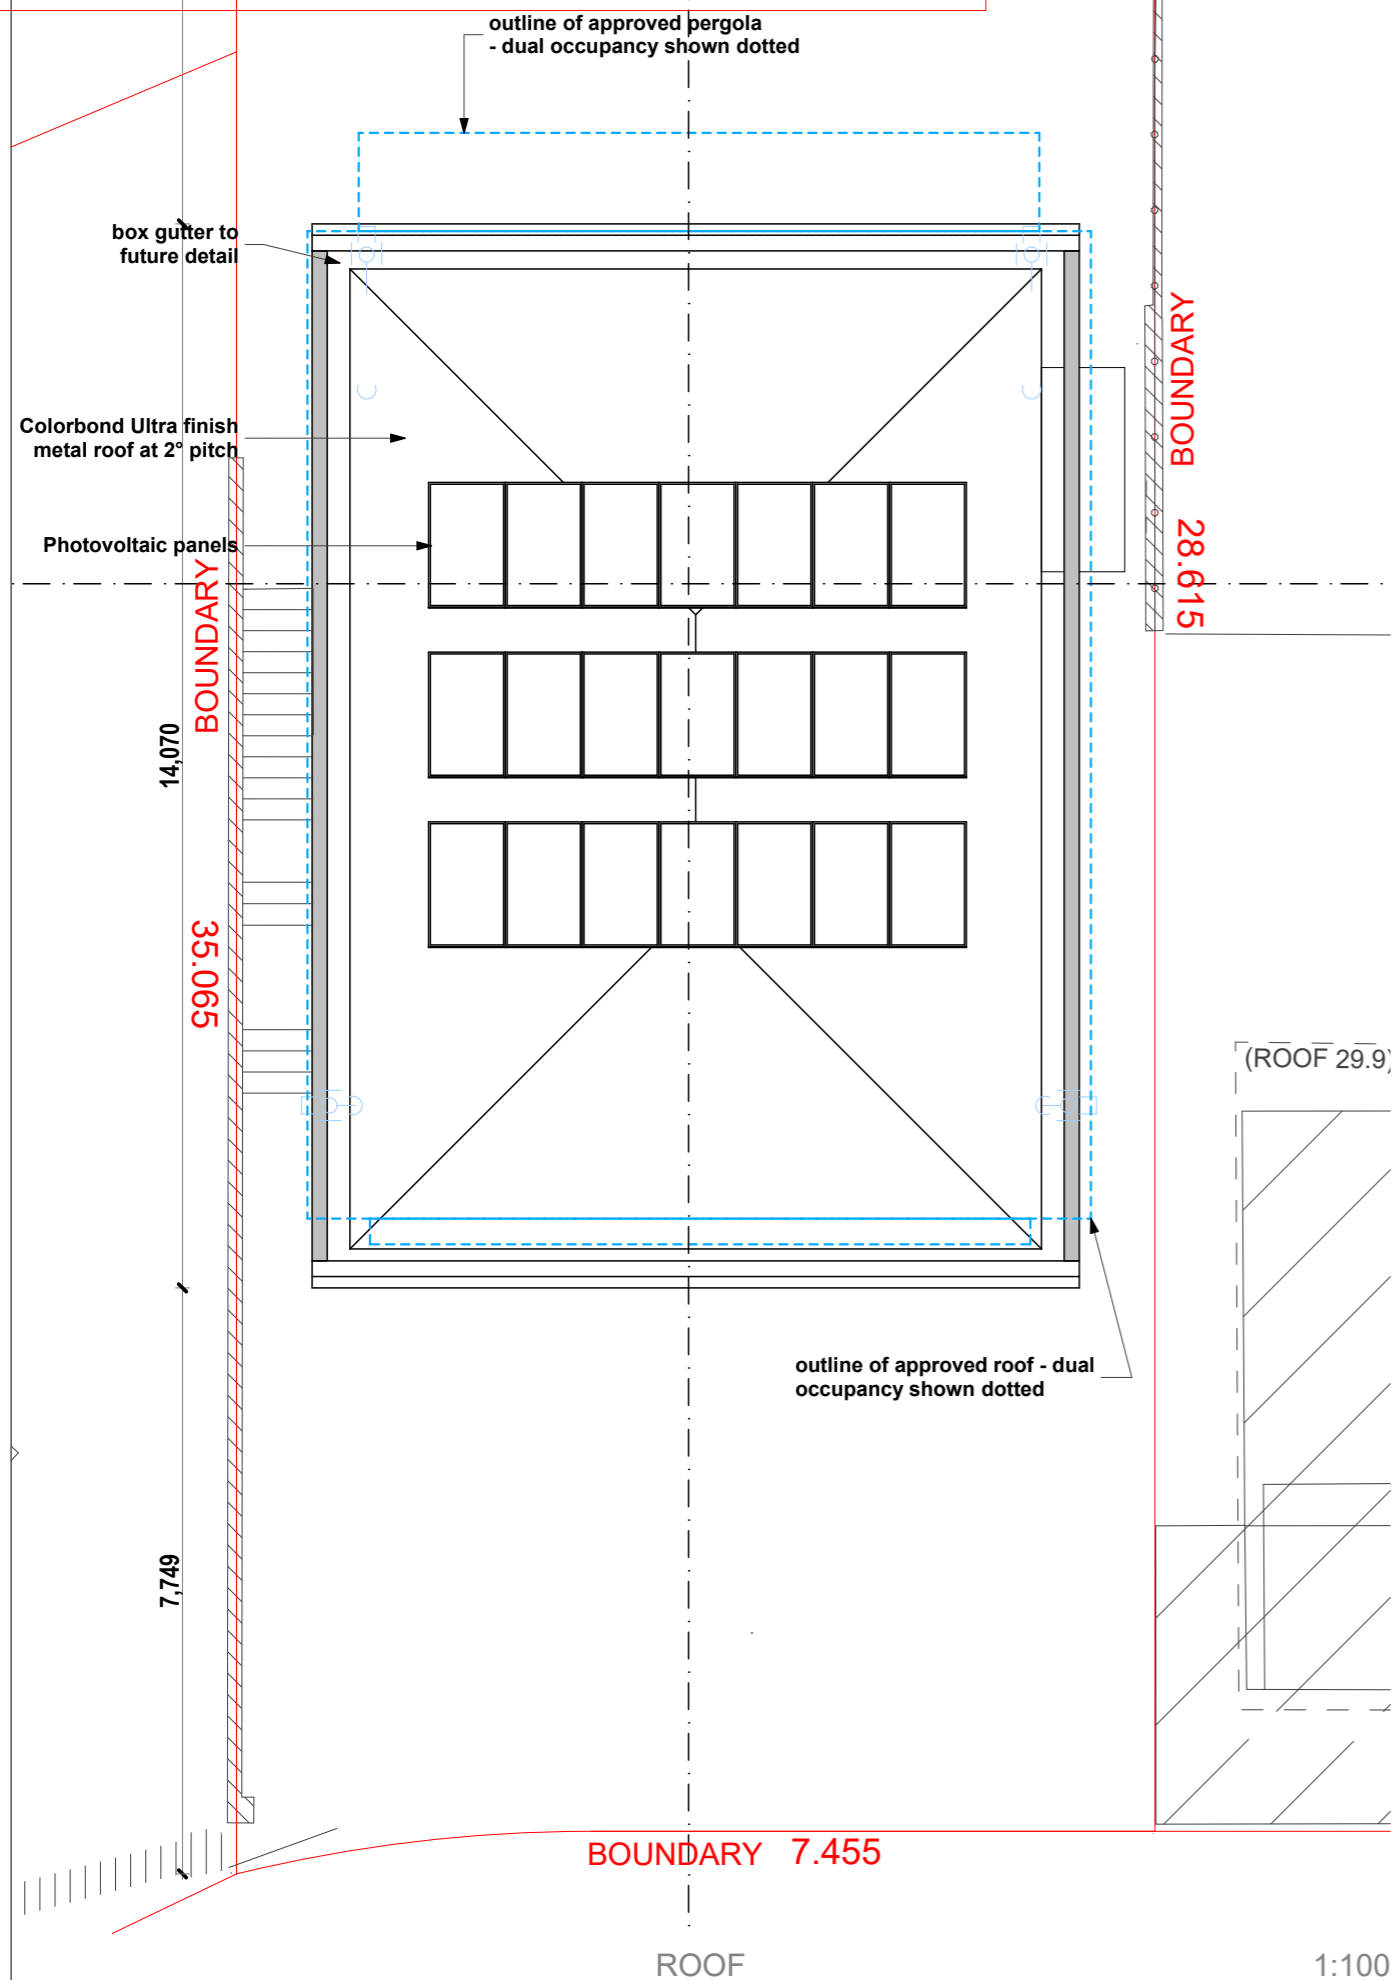 outline of approved pergola
- dual occupancy shown dotted
box gutter to
future detail
BOUNDARY
28.615
Colorbond Ultra finish
metal roof at 2° pitch
Photovoltaic panels
BOUNDARY
14,070
35.065
(ROOF 29.9)
outline of approved roof - dual
occupancy shown dotted
7,749
BOUNDARY 7.455
ROOF
1:100